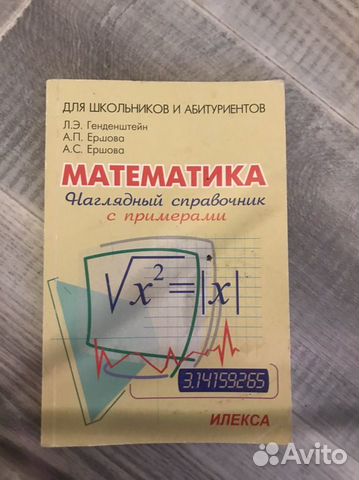 ДЛЯ ШКОЛЬНИКОВ И АБИТУРИЕНТОВ
Л.Э. Генденштейн
А.П. Ершова
А.С. Ершова
МАТЕМАТИКА
Наглядный справочник
с примерами
√x²=|x|
3.14159265
ИЛЕКСА
Avito